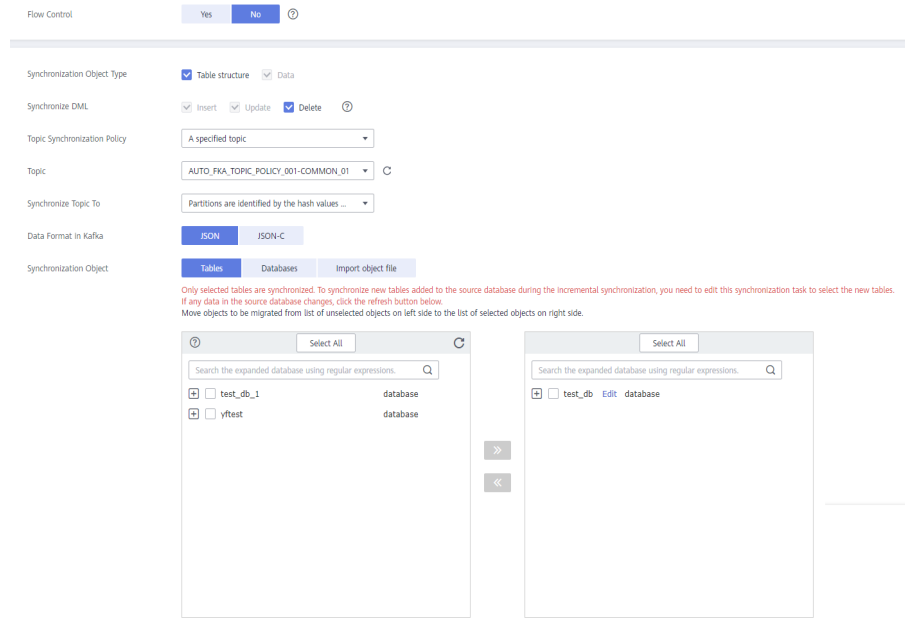 Flow Control Yes No
Synchronization Object Type Table structure Data
Synchronize DML Insert Update Delete
Topic Synchronization Policy A specified topic
Topic AUTO_FKA_TOPIC_POLICY_001-COMMON_01
Synchronize Topic To Partitions are identified by the hash values ...
Data Format in Kafka JSON JSON-C
Synchronization Object Tables Databases Import object file
Only selected tables are synchronized. To synchronize new tables added to the source database during the incremental synchronization, you need to edit this synchronization task to select the new tables.
If any data in the source database changes, click the refresh button below.
Move objects to be migrated from list of unselected objects on left side to the list of selected objects on right side.
Select All Select All
Search the expanded database using regular expressions. Search the expanded database using regular expressions.
test_db_1 database test_db Edit database
yftest database